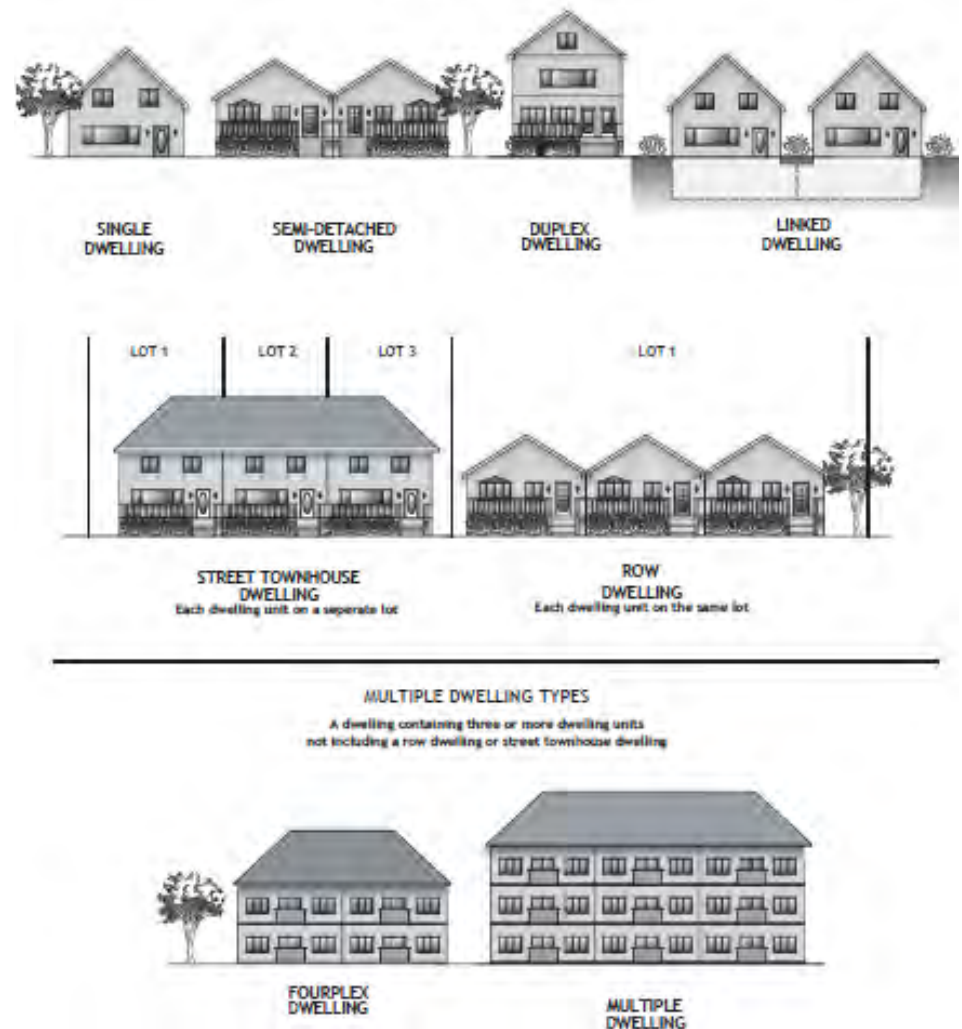 SINGLE
DWELLING
SEMI-DETACHED
DWELLING
DUPLEX
DWELLING
LINKED
DWELLING
LOT 1
LOT 2
LOT 3
LOT 1
STREET TOWNHOUSE
DWELLING
Each dwelling unit on a seperate lot
ROW
DWELLING
Each dwelling unit on the same lot
MULTIPLE DWELLING TYPES
A dwelling containing three or more dwelling units
not including a row dwelling or street townhouse dwelling
FOURPLEX
DWELLING
MULTIPLE
DWELLING